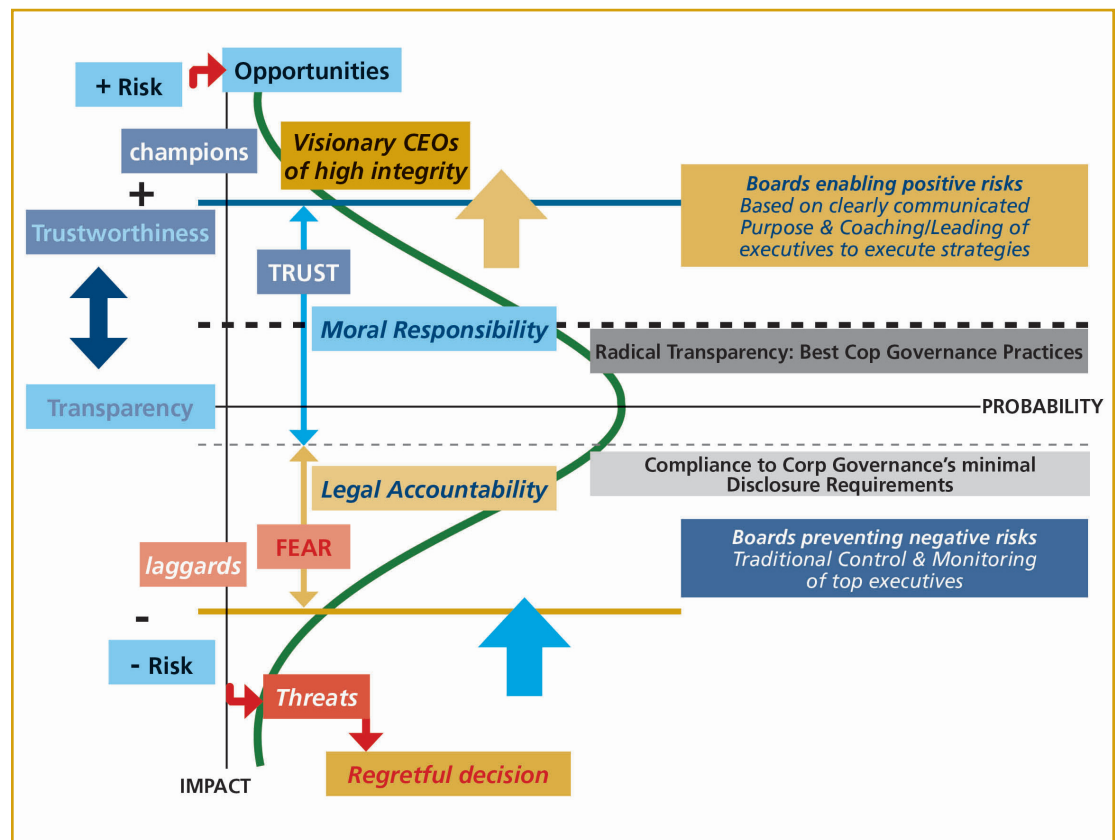 Opportunities
+ Risk
champions
Visionary CEOs
of high integrity
+
Trustworthiness
Boards enabling positive risks
Based on clearly communicated
Purpose & Coaching/Leading of
executives to execute strategies
TRUST
Moral Responsibility
Radical Transparency: Best Cop Governance Practices
Transparency
PROBABILITY
Compliance to Corp Governance’s minimal
Disclosure Requirements
Legal Accountability
FEAR
laggards
Boards preventing negative risks
Traditional Control & Monitoring
of top executives
-
- Risk
Threats
Regretful decision
IMPACT